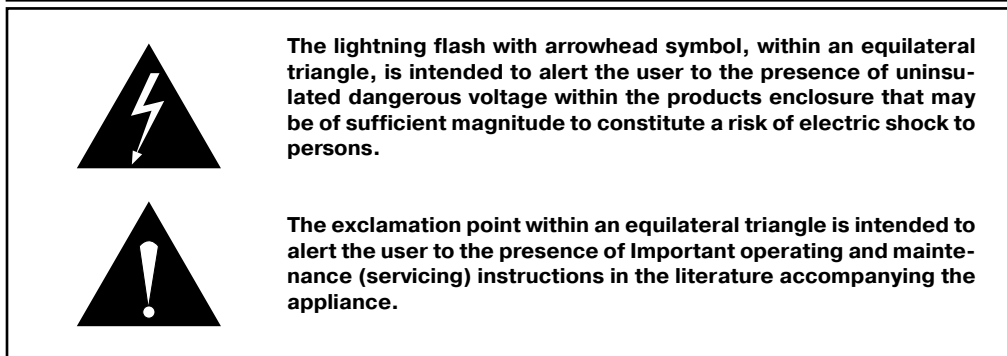 The lightning flash with arrowhead symbol, within an equilateral
triangle, is intended to alert the user to the presence of uninsu-
lated dangerous voltage within the products enclosure that may
be of sufficient magnitude to constitute a risk of electric shock to
persons.
The exclamation point within an equilateral triangle is intended to
alert the user to the presence of Important operating and mainte-
nance (servicing) instructions in the literature accompanying the
appliance.